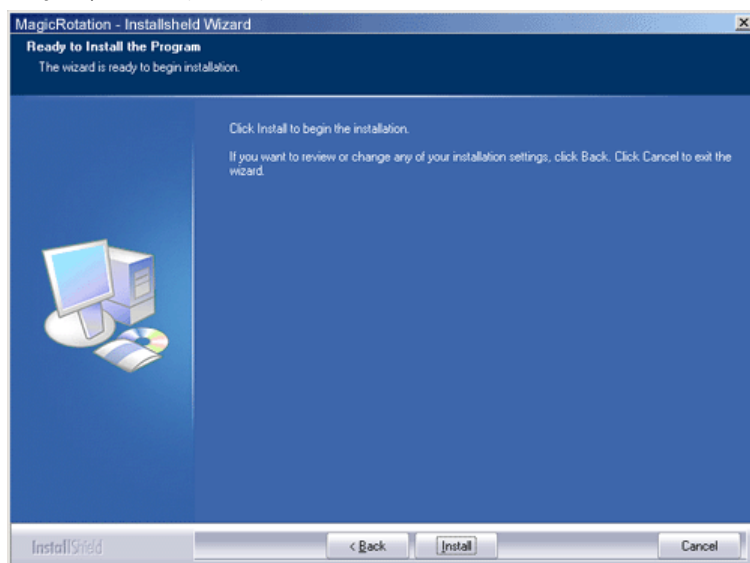 MagicRotation - Installsheld Wizard
Ready to Install the Program
The wizard is ready to begin installation.
Click Install to begin the installation.
If you want to review or change any of your installation settings, click Back. Click Cancel to exit the
wizard.
InstallShield
< Back
Install
Cancel